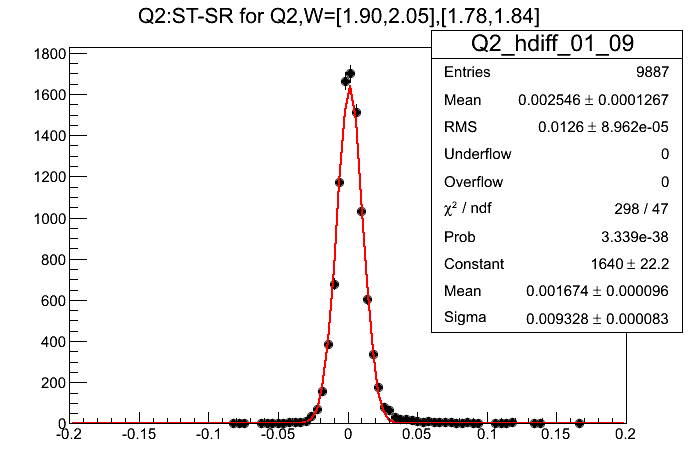 Q2:ST-SR for Q2,W=[1.90,2.05],[1.78,1.84]
Q2_hdiff_01_09
Entries 9887
Mean 0.002546 ± 0.0001267
RMS 0.0126 ± 8.962e-05
Underflow 0
Overflow 0
χ² / ndf 298 / 47
Prob 3.339e-38
Constant 1640 ± 22.2
Mean 0.001674 ± 0.000096
Sigma 0.009328 ± 0.000083
1800
1600
1400
1200
1000
800
600
400
200
0
-0.2 -0.15 -0.1 -0.05 0 0.05 0.1 0.15 0.2